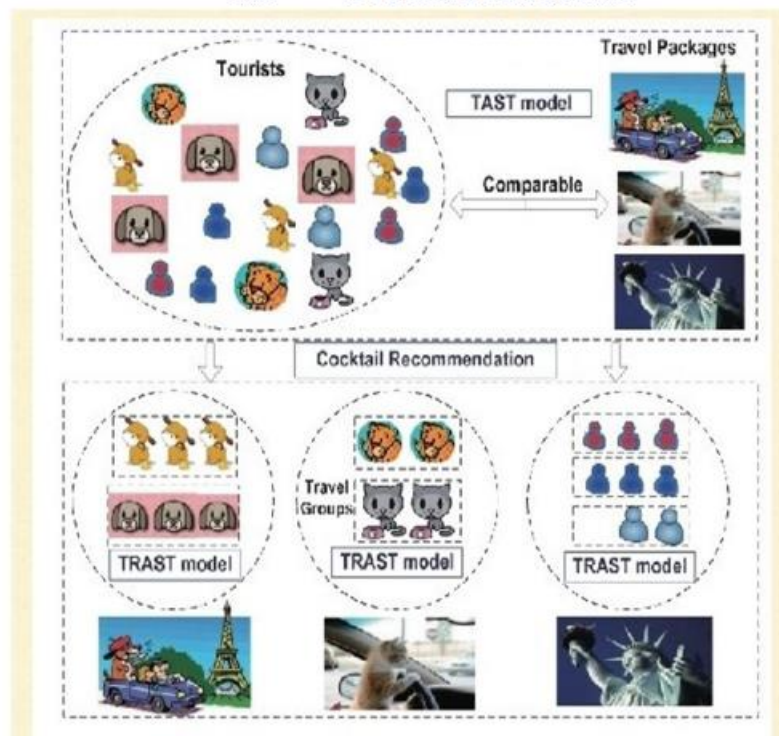 Travel Packages
Tourists
TAST model
Comparable
Cocktail Recommendation
Travel
Groups
TRAST model
TRAST model
TRAST model